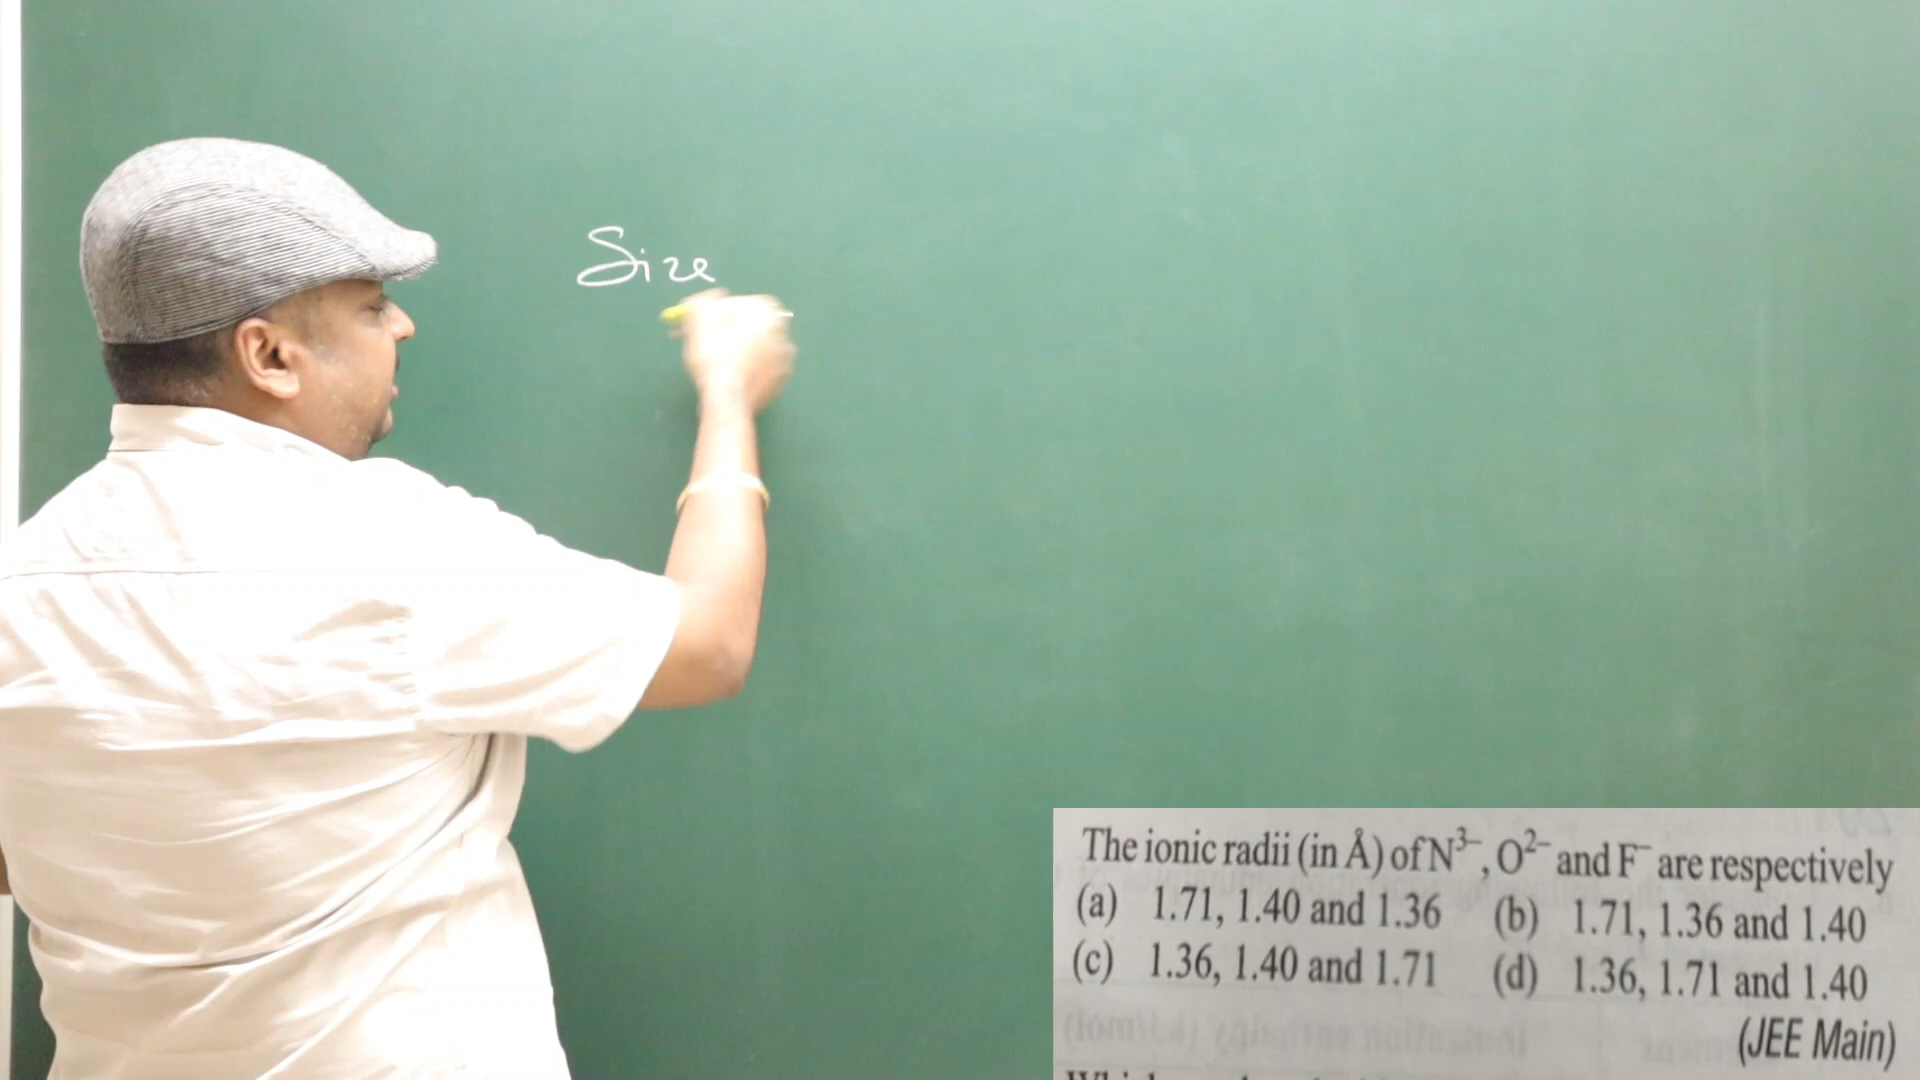 Size
The ionic radii (in Å) of N³⁻, O²⁻ and F⁻ are respectively
(a) 1.71, 1.40 and 1.36 (b) 1.71, 1.36 and 1.40
(c) 1.36, 1.40 and 1.71 (d) 1.36, 1.71 and 1.40
(JEE Main)